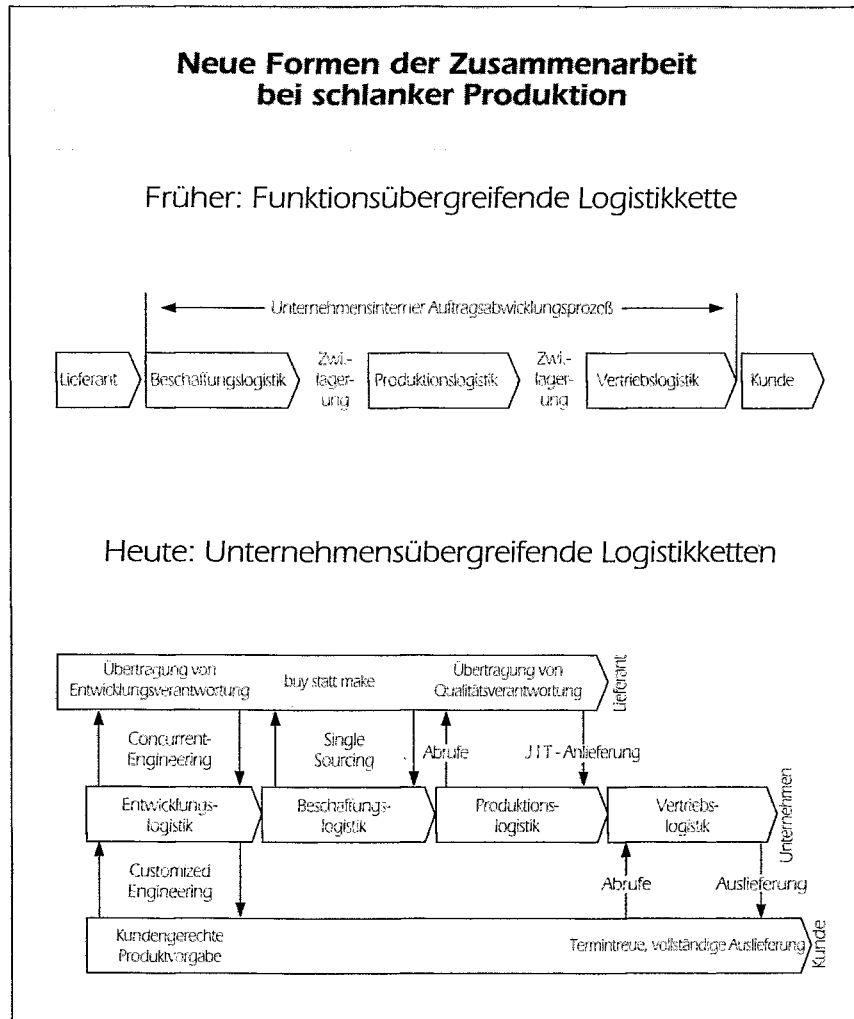 Neue Formen der Zusammenarbeit
bei schlanker Produktion
Früher: Funktionsübergreifende Logistikkette
Unternehmensinterner Auftragsabwicklungsprozeß
Lieferant
Beschaffungslogistik
Zwi.-
lager-
ung
Produktionslogistik
Zwi.-
lager-
ung
Vertriebslogistik
Kunde
Heute: Unternehmensübergreifende Logistikketten
Übertragung von
Entwicklungsverantwortung
buy statt make
Übertragung von
Qualitätsverantwortung
Lieferant
Concurrent-
Engineering
Single
Sourcing
Abrufe
JIT-Anlieferung
Entwicklungs-
logistik
Beschaffungs-
logistik
Produktions-
logistik
Vertriebs-
logistik
Unternehmen
Customized
Engineering
Abrufe
Auslieferung
Kundengerechte
Produktvorgabe
Termintreue, vollständige Auslieferung
Kunde